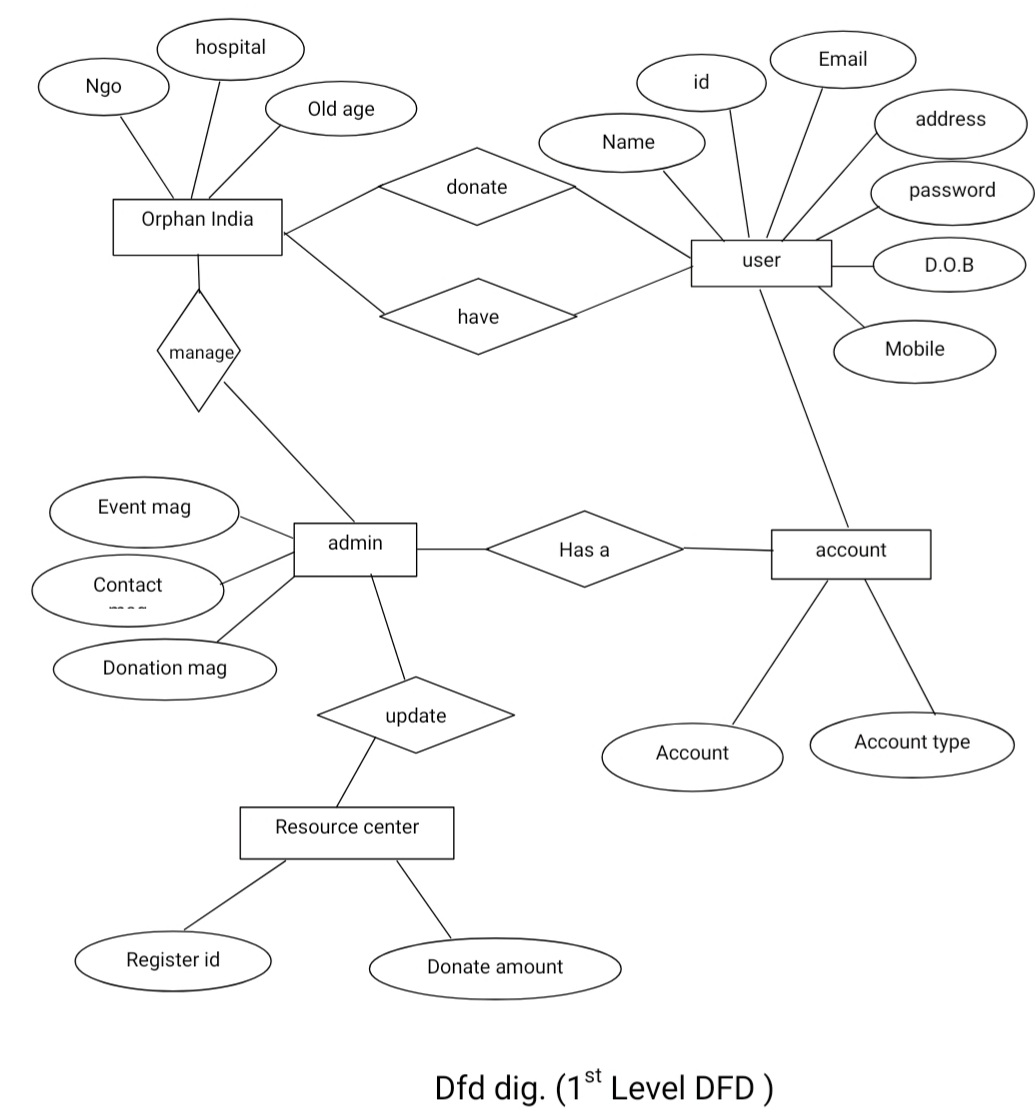 hospital
Ngo
Old age
Orphan India
donate
have
manage
Name
id
Email
address
password
D.O.B
Mobile
user
Event mag
Contact
Donation mag
admin
Has a
account
update
Account
Account type
Resource center
Register id
Donate amount
Dfd dig. (1st Level DFD )